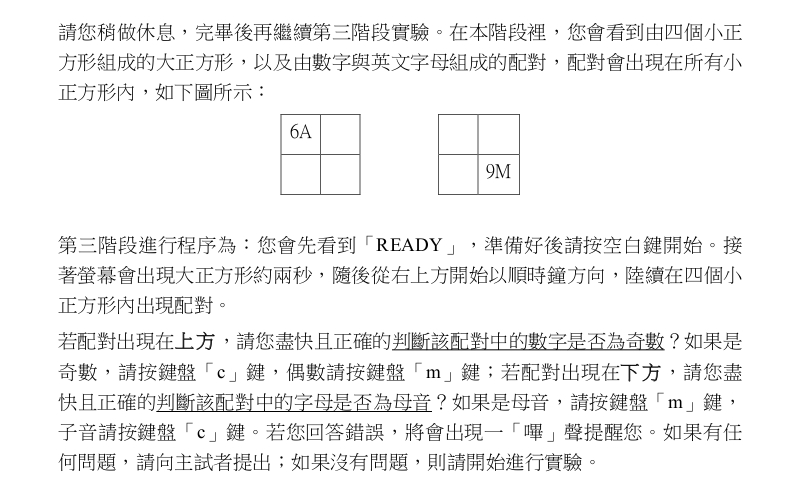 請您稍做休息，完畢後再繼續第三階段實驗。在本階段裡，您會看到由四個小正
方形組成的大正方形，以及由數字與英文字母組成的配對，配對會出現在所有小
正方形內，如下圖所示：
6A
9M
第三階段進行程序為：您會先看到「READY」，準備好後請按空白鍵開始。接
著螢幕會出現大正方形約兩秒，隨後從右上方開始以順時鐘方向，陸續在四個小
正方形內出現配對。
若配對出現在上方，請您盡快且正確的判斷該配對中的數字是否為奇數？如果是
奇數，請按鍵盤「c」鍵，偶數請按鍵盤「m」鍵；若配對出現在下方，請您盡
快且正確的判斷該配對中的字母是否為母音？如果是母音，請按鍵盤「m」鍵，
子音請按鍵盤「c」鍵。若您回答錯誤，將會出現一「嗶」聲提醒您。如果有任
何問題，請向主試者提出；如果沒有問題，則請開始進行實驗。